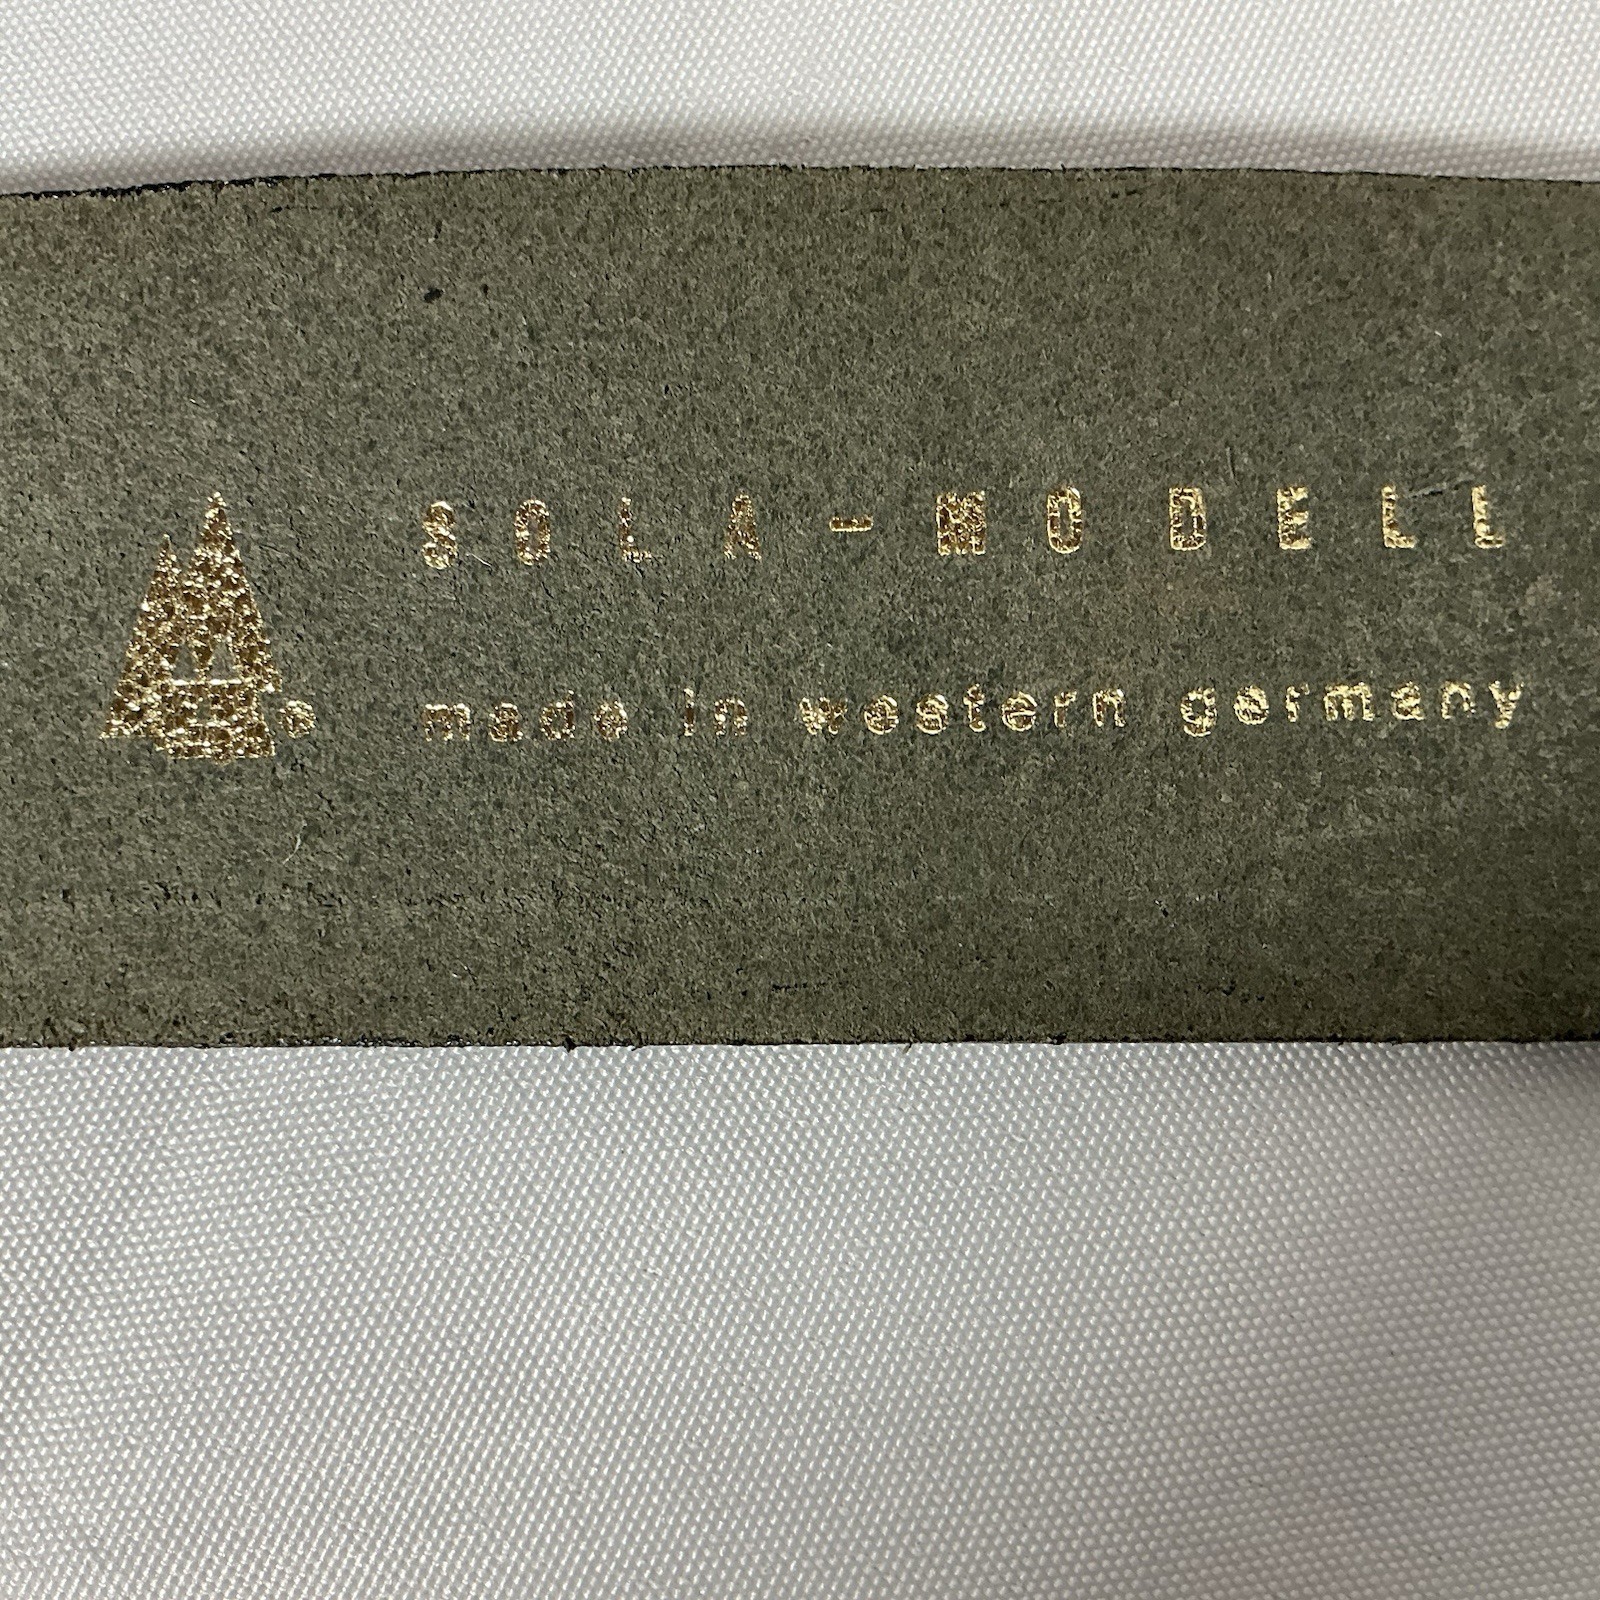 SOLA-MODELL
made in western germany
®